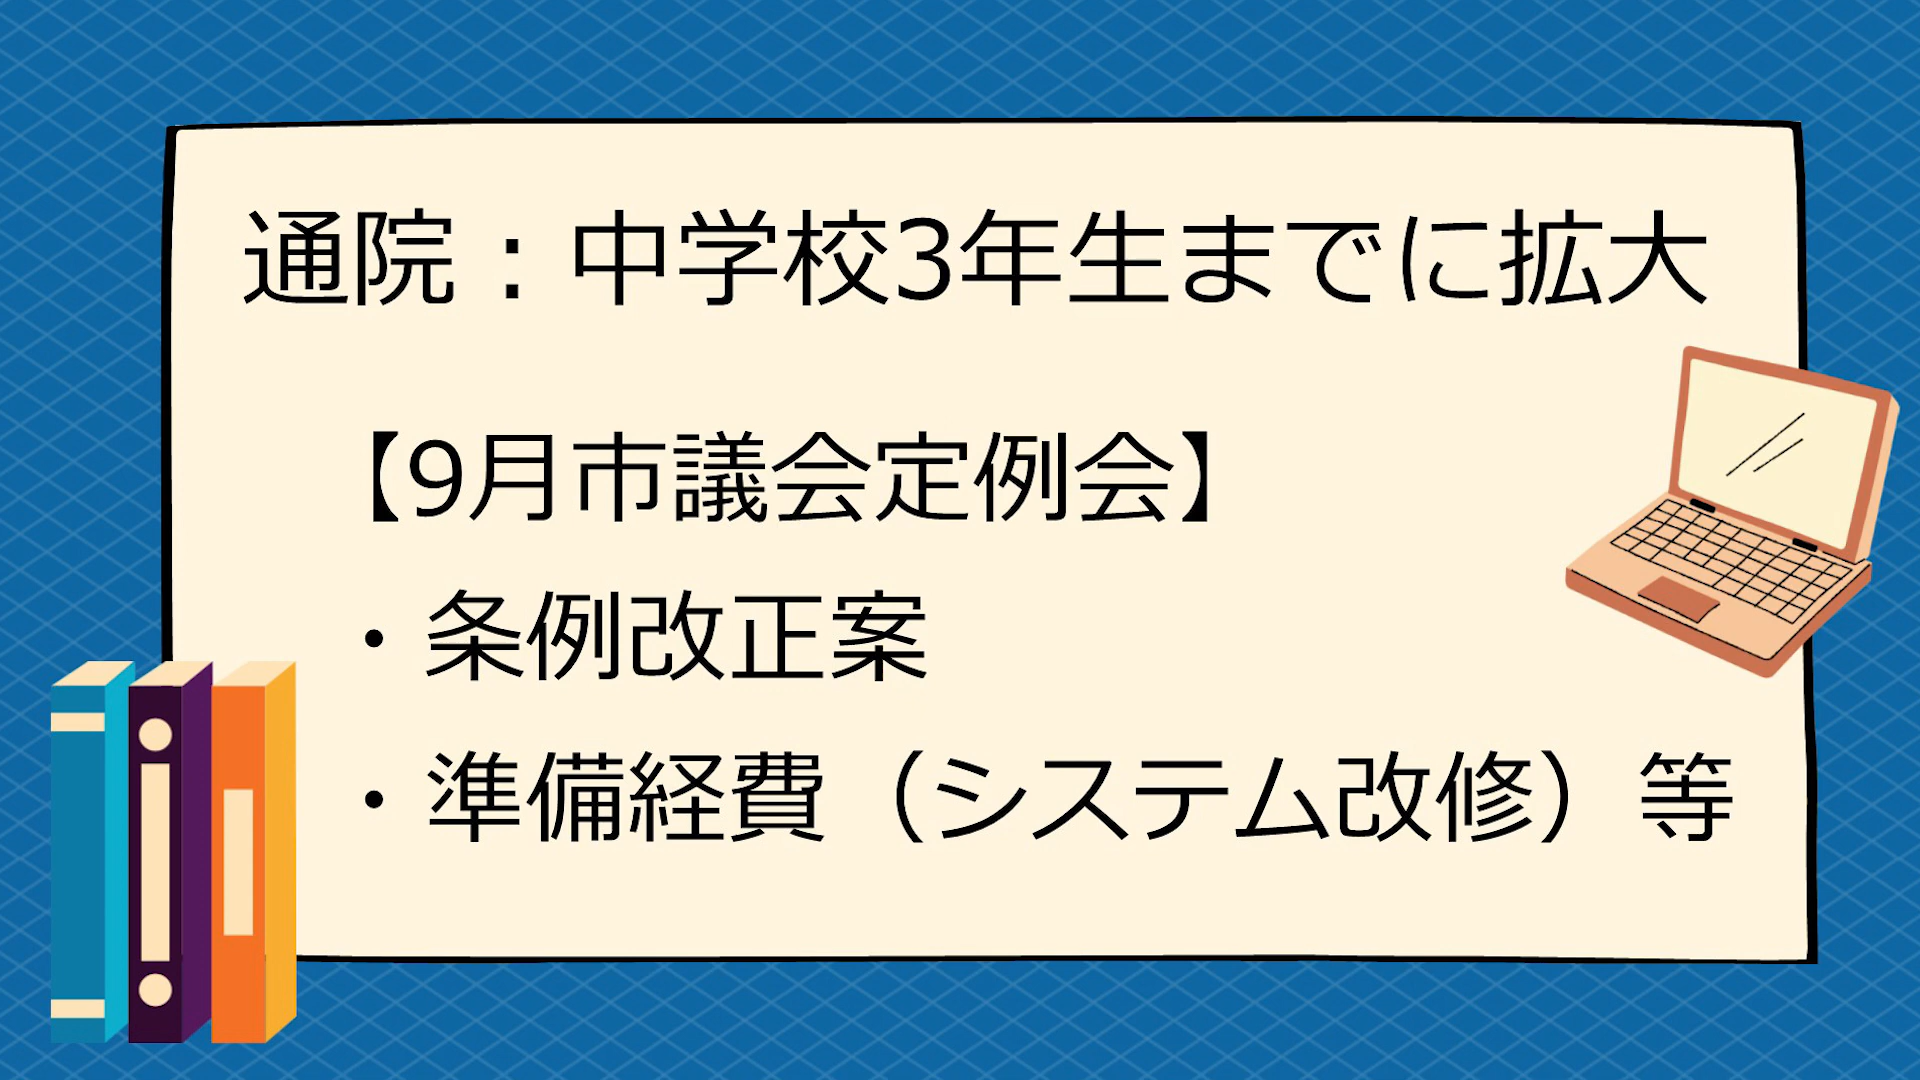 通院：中学校3年生までに拡大
【9月市議会定例会】
・条例改正案
・準備経費（システム改修）等